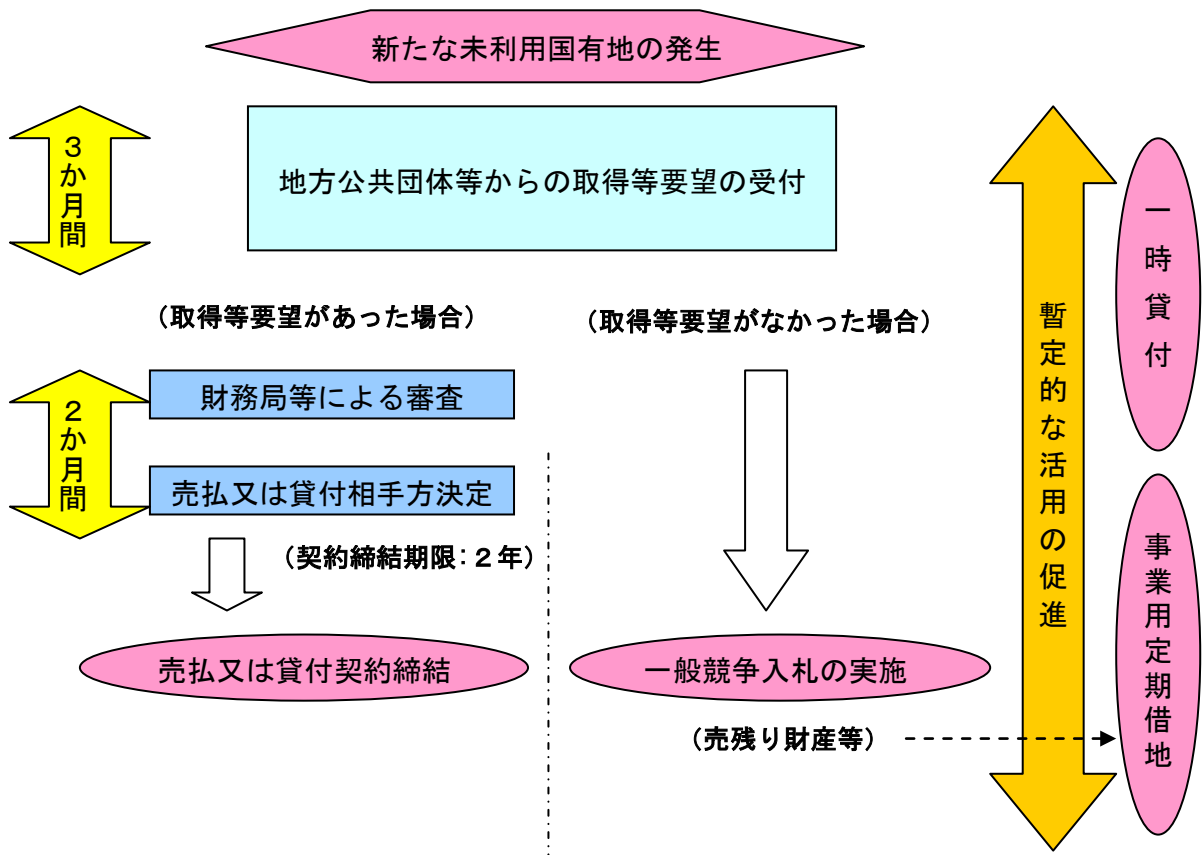 新たな未利用国有地の発生
３か月間
地方公共団体等からの取得等要望の受付
（取得等要望があった場合）
（取得等要望がなかった場合）
２か月間
財務局等による審査
売払又は貸付相手方決定
（契約締結期限：２年）
売払又は貸付契約締結
一般競争入札の実施
（売残り財産等）
暫定的な活用の促進
一時貸付
事業用定期借地